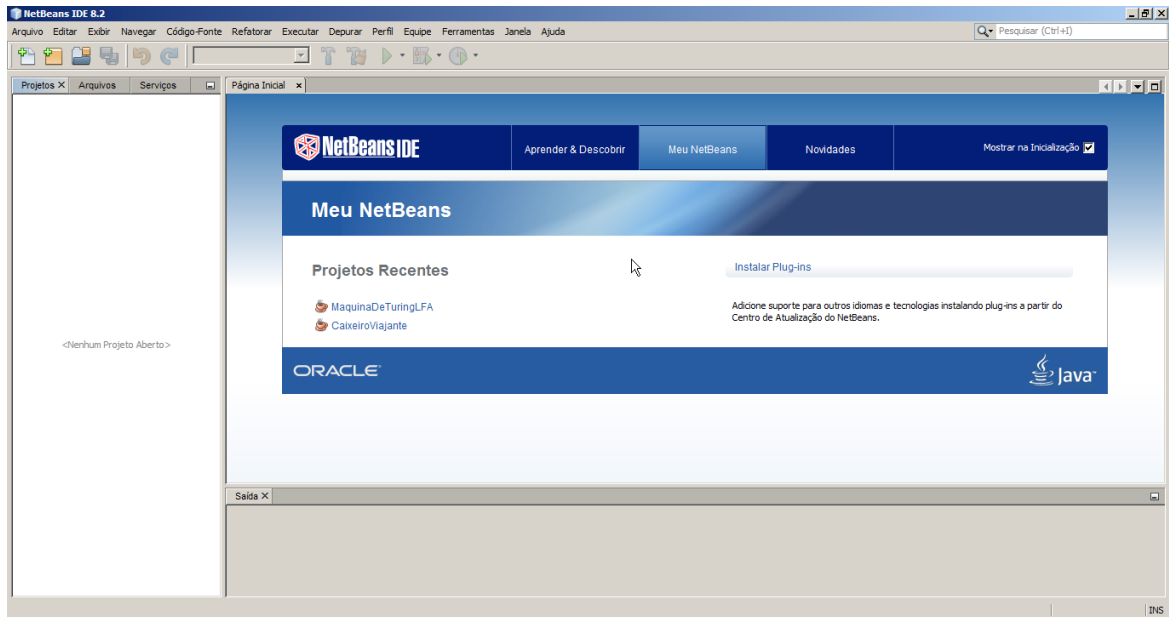 NetBeans IDE 8.2
Arquivo Editar Exibir Navegar Código-Fonte Refatorar Executar Depurar Perfil Equipe Ferramentas Janela Ajuda
Pesquisar (Ctrl+I)
Projetos Arquivos Serviços
Página Inicial
NetBeans IDE
Aprender & Descobrir
Meu NetBeans
Novidades
Mostrar na Inicialização
Meu NetBeans
Projetos Recentes
MaquinaDeTuringLFA
CaixeiroViajante
Instalar Plug-ins
Adicione suporte para outros idiomas e tecnologias instalando plug-ins a partir do
Centro de Atualização do NetBeans.
<Nenhum Projeto Aberto>
ORACLE
Java™
Saída
INS